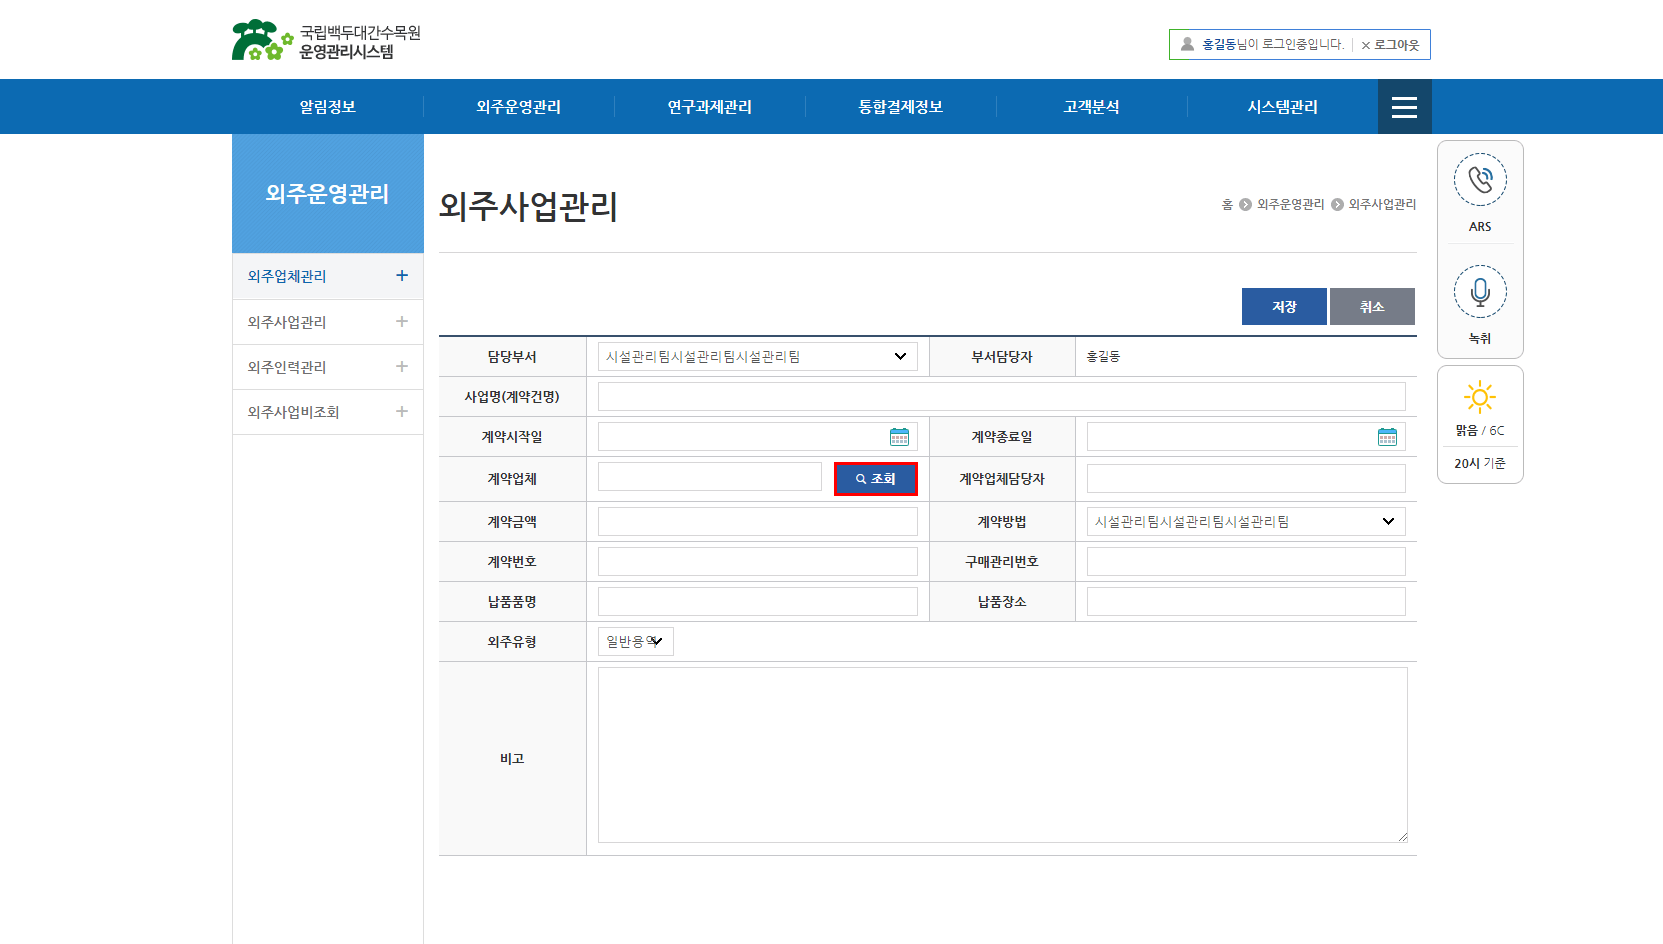 국립백두대간수목원
운영관리시스템
홍길동님이 로그인중입니다. × 로그아웃
알림정보 외주운영관리 연구과제관리 통합결제정보 고객분석 시스템관리
외주운영관리
외주업체관리
외주사업관리
외주인력관리
외주사업비조회
외주사업관리
홈 외주운영관리 외주사업관리
저장 취소
담당부서 시설관리팀시설관리팀시설관리팀 부서담당자 홍길동
사업명(계약건명)
계약시작일 계약종료일
계약업체 조회 계약업체담당자
계약금액 계약방법 시설관리팀시설관리팀시설관리팀
계약번호 구매관리번호
납품품명 납품장소
외주유형 일반용역
비고
ARS
녹취
맑음 / 6C
20시 기준